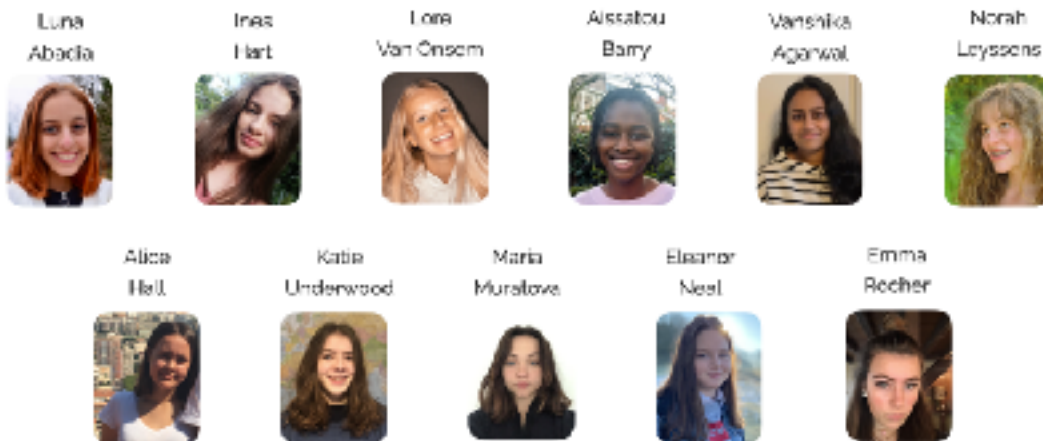 Luna
Abadia
Ines
Hart
Lore
Van Onsem
Aissatou
Barry
Vanshika
Agarwal
Norah
Leyssens
Alice
Hall
Katie
Underwood
Maria
Muratova
Eleanor
Neal
Emma
Rocher